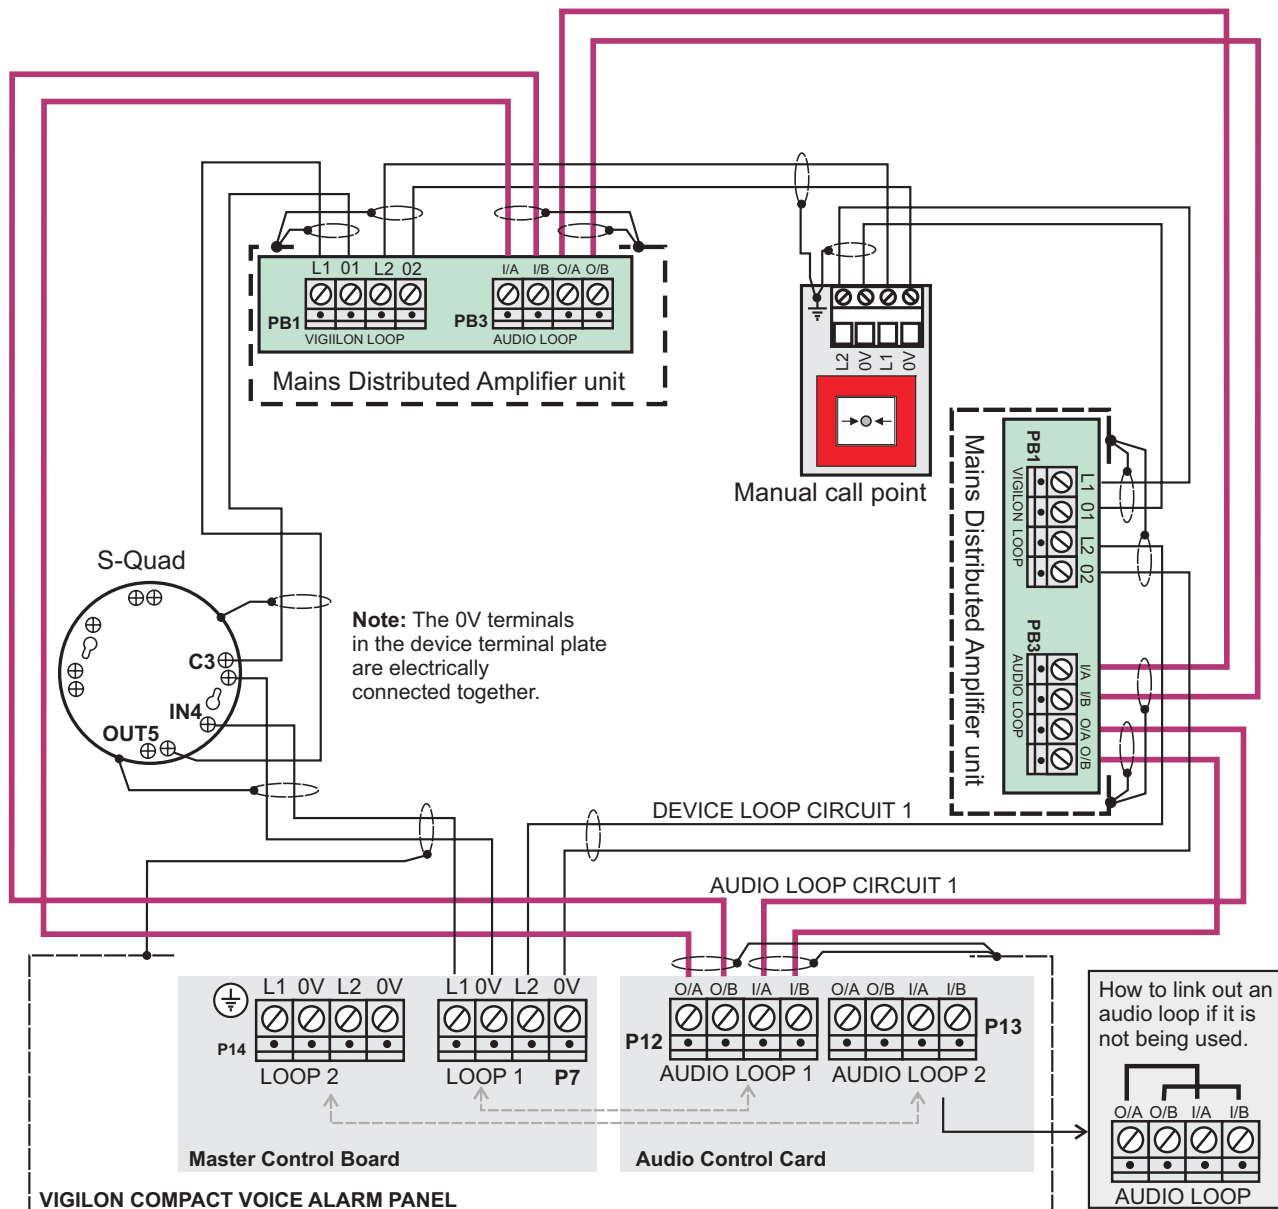 L1 01 L2 02
I/A I/B O/A O/B
PB1
PB3
VIGIILON LOOP
AUDIO LOOP
Mains Distributed Amplifier unit
L2
0V
L1
0V
Manual call point
PB1
VIGILON LOOP
L1 01 L2 02
PB3
AUDIO LOOP
I/A I/B O/A O/B
Mains Distributed Amplifier unit
S-Quad
C3
IN4
OUT5
Note: The 0V terminals
in the device terminal plate
are electrically
connected together.
DEVICE LOOP CIRCUIT 1
AUDIO LOOP CIRCUIT 1
L1 0V L2 0V
P14
LOOP 2
L1 0V L2 0V
LOOP 1
P7
Master Control Board
O/A O/B I/A I/B
P12
AUDIO LOOP 1
O/A O/B I/A I/B
P13
AUDIO LOOP 2
Audio Control Card
VIGILON COMPACT VOICE ALARM PANEL
How to link out an
audio loop if it is
not being used.
O/A O/B I/A I/B
AUDIO LOOP